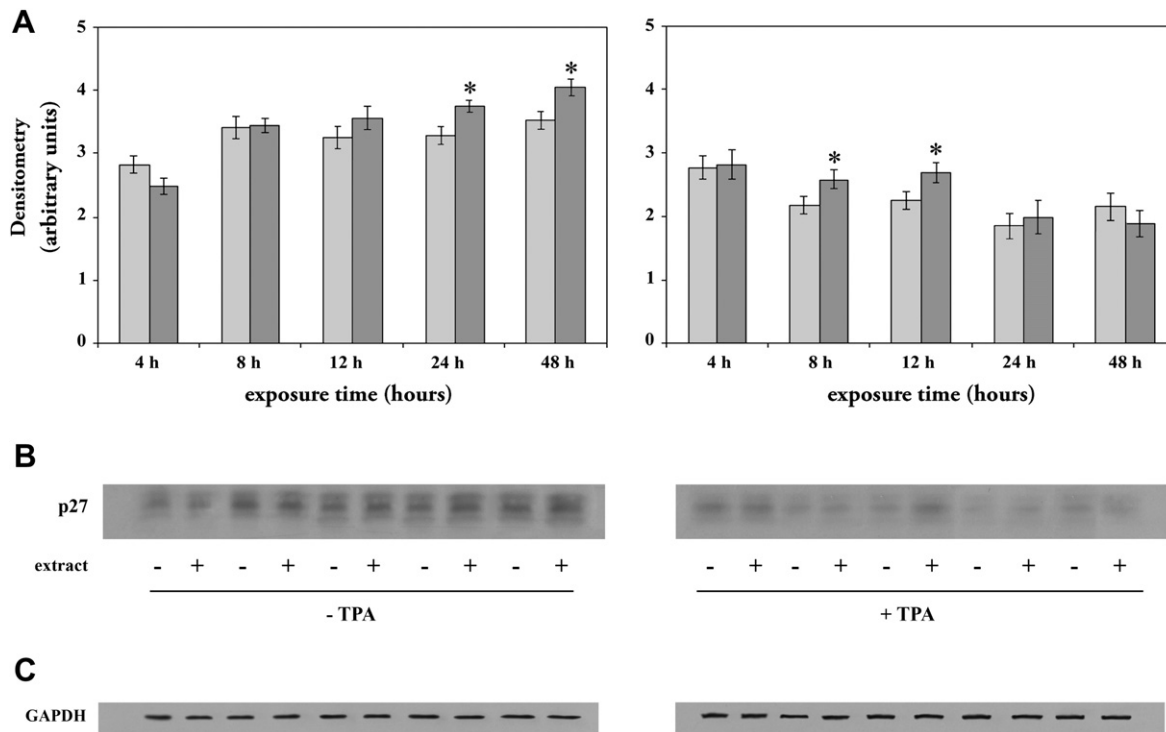 A
Densitometry
(arbitrary units)
5
4
3
2
1
0
* *
4 h 8 h 12 h 24 h 48 h
exposure time (hours)
5
4
3
2
1
0
* *
4 h 8 h 12 h 24 h 48 h
exposure time (hours)
B
p27
extract - + - + - + - + - + - + - + - + - + - +
- TPA + TPA
C
GAPDH